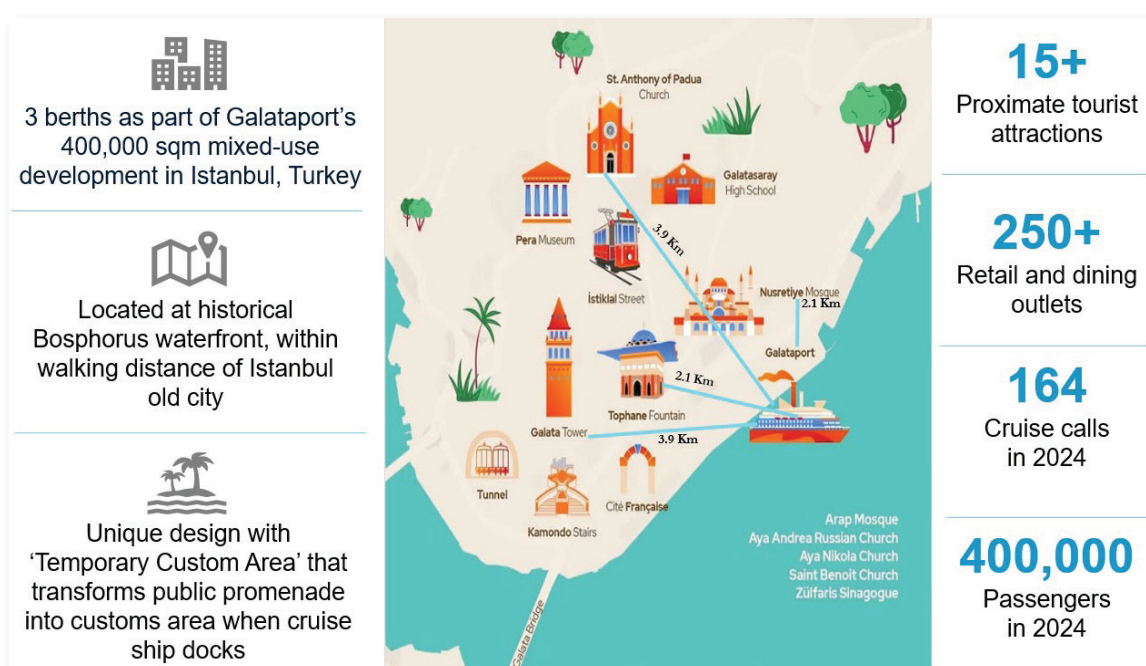 3 berths as part of Galataport's
400,000 sqm mixed-use
development in Istanbul, Turkey
Located at historical
Bosphorus waterfront, within
walking distance of Istanbul
old city
Unique design with
'Temporary Custom Area' that
transforms public promenade
into customs area when cruise
ship docks
St. Anthony of Padua
Church
Galatasaray
High School
Pera Museum
3.9 Km
İstiklal Street
Nusretiye Mosque
2.1 Km
Galataport
2.1 Km
Tophane Fountain
Galata Tower
3.9 Km
Tunnel
Cité Française
Kamondo Stairs
Arap Mosque
Aya Andrea Russian Church
Aya Nikola Church
Saint Benoit Church
Zülfaris Sinagogue
Galata Bridge
15+
Proximate tourist
attractions
250+
Retail and dining
outlets
164
Cruise calls
in 2024
400,000
Passengers
in 2024